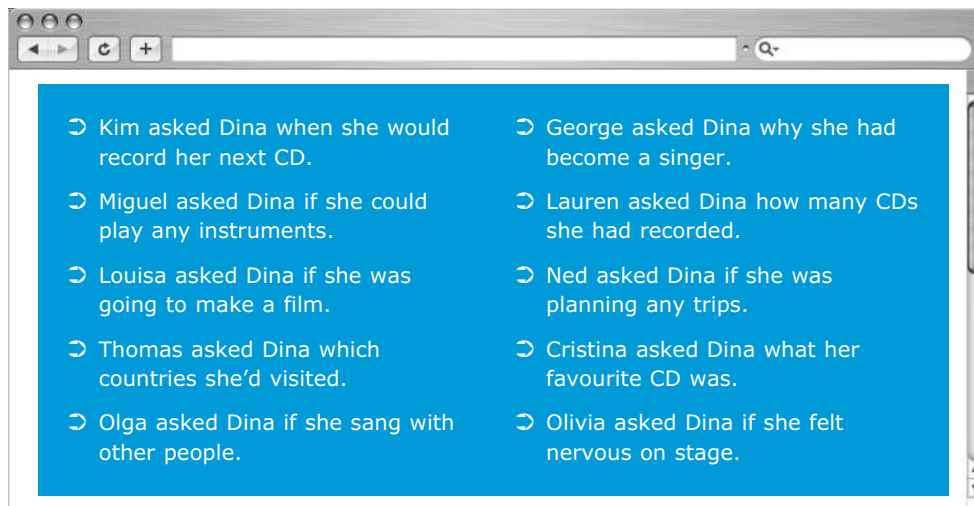 Kim asked Dina when she would
record her next CD.
Miguel asked Dina if she could
play any instruments.
Louisa asked Dina if she was
going to make a film.
Thomas asked Dina which
countries she’d visited.
Olga asked Dina if she sang with
other people.
George asked Dina why she had
become a singer.
Lauren asked Dina how many CDs
she had recorded.
Ned asked Dina if she was
planning any trips.
Cristina asked Dina what her
favourite CD was.
Olivia asked Dina if she felt
nervous on stage.